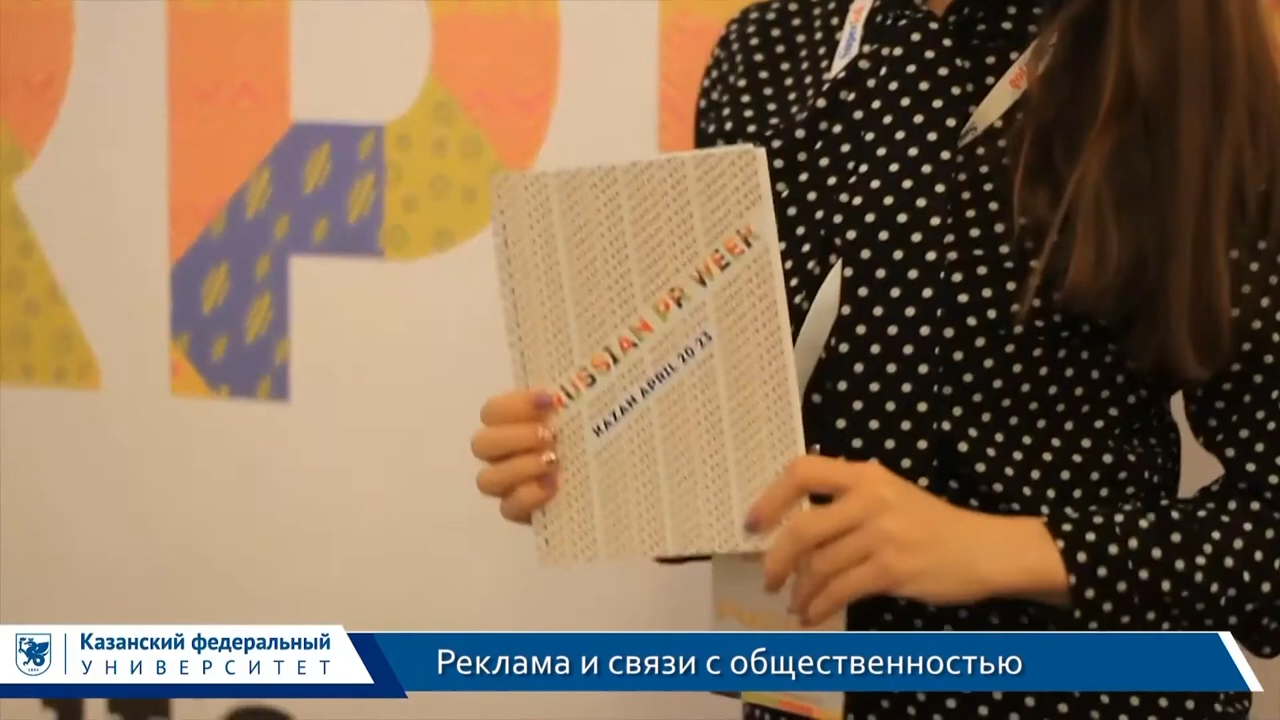 RUSSIAN PR WEEK
KAZAN APRIL 20-23
Казанский федеральный
УНИВЕРСИТЕТ
Реклама и связи с общественностью